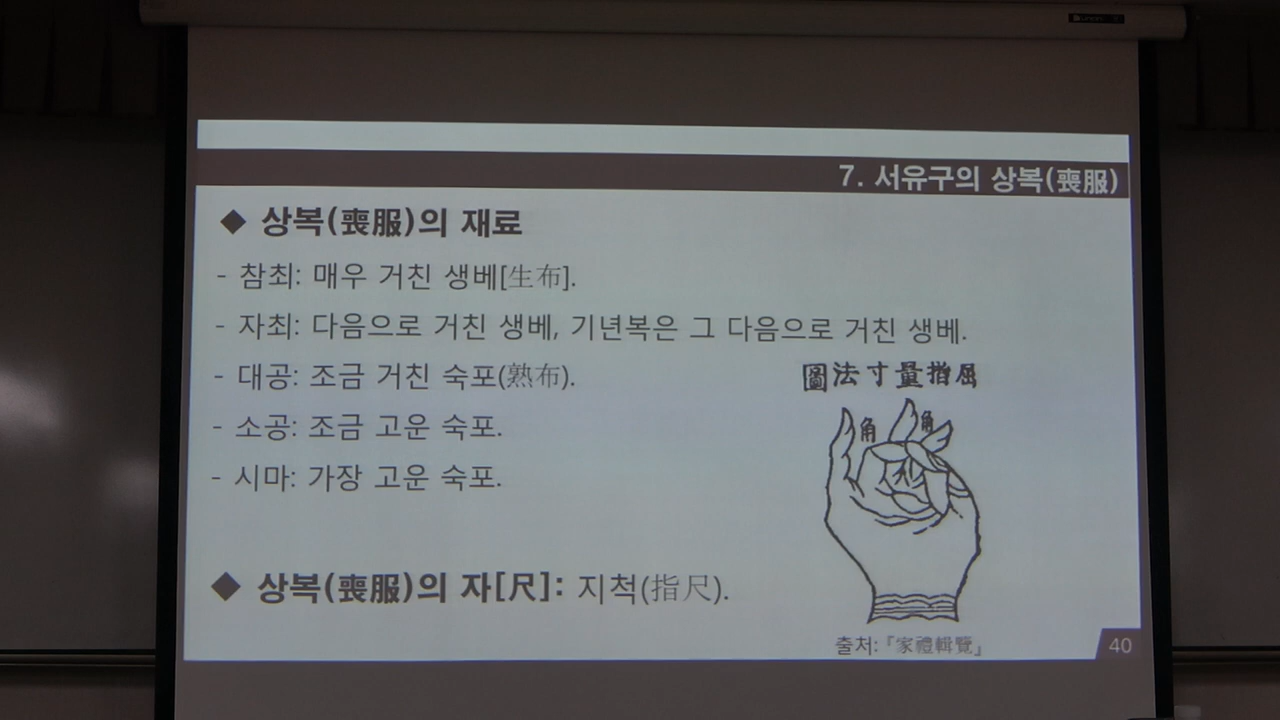 7. 서유구의 상복(喪服)
◆ 상복(喪服)의 재료
- 참최: 매우 거친 생베[生布].
- 자최: 다음으로 거친 생베, 기년복은 그 다음으로 거친 생베.
- 대공: 조금 거친 숙포(熟布).
- 소공: 조금 고운 숙포.
- 시마: 가장 고운 숙포.
圖法寸量指屈
角 角
◆ 상복(喪服)의 자[尺]: 지척(指尺).
출처:『家禮輯覽』
40